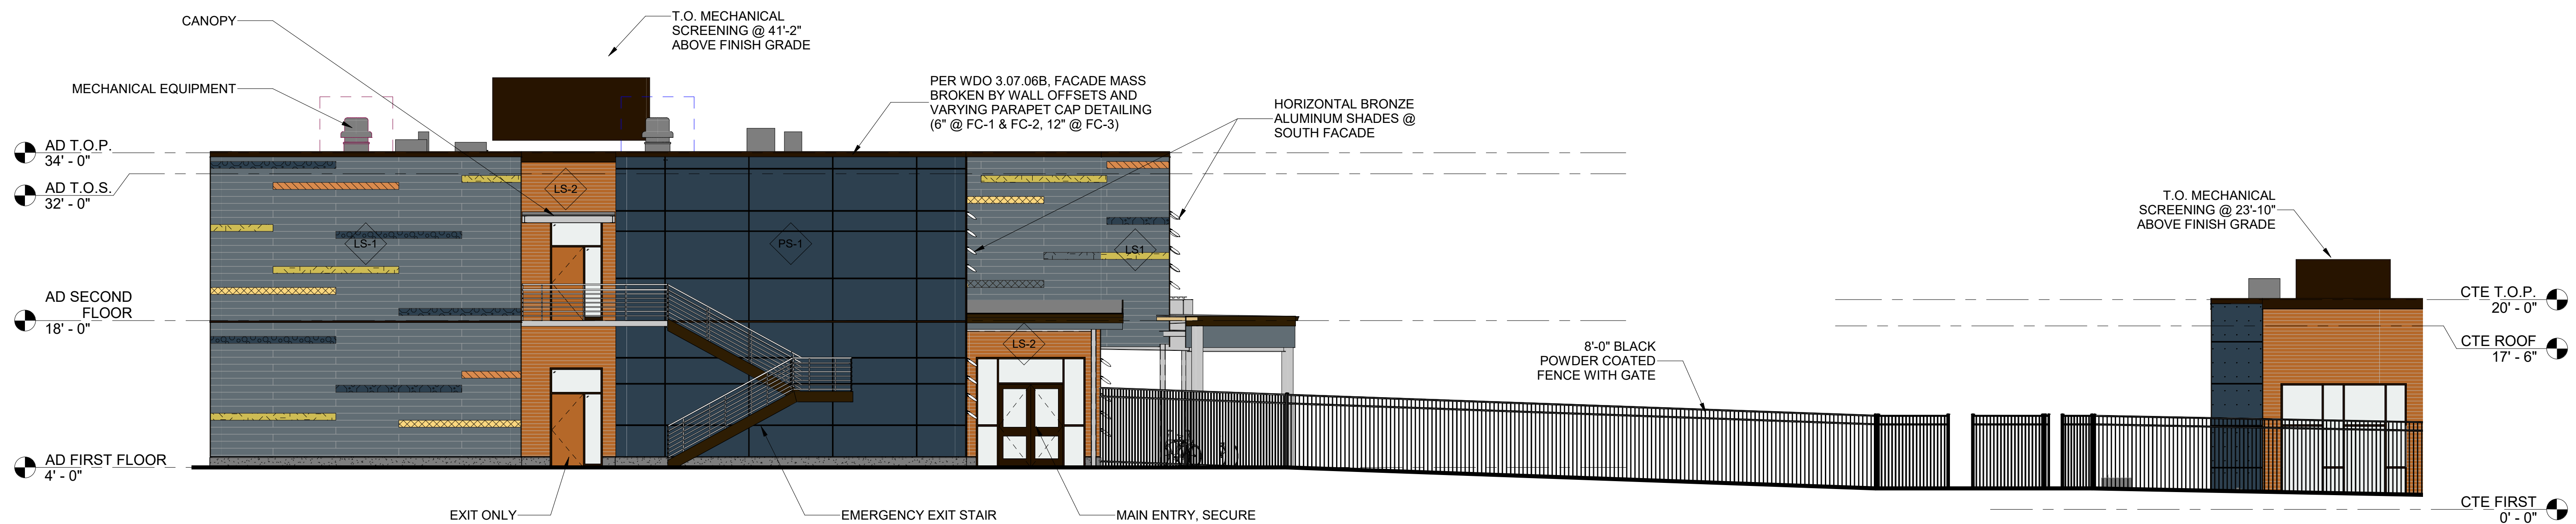 CANOPY
T.O. MECHANICAL
SCREENING @ 41'-2"
ABOVE FINISH GRADE
MECHANICAL EQUIPMENT
PER WDO 3.07.06B, FACADE MASS
BROKEN BY WALL OFFSETS AND
VARYING PARAPET CAP DETAILING
(6" @ FC-1 & FC-2, 12" @ FC-3)
HORIZONTAL BRONZE
ALUMINUM SHADES @
SOUTH FACADE
AD T.O.P.
34' - 0"
AD T.O.S.
32' - 0"
LS-2
LS-1
PS-1
LS1
T.O. MECHANICAL
SCREENING @ 23'-10"
ABOVE FINISH GRADE
AD SECOND
FLOOR
18' - 0"
LS-2
8'-0" BLACK
POWDER COATED
FENCE WITH GATE
CTE T.O.P.
20' - 0"
CTE ROOF
17' - 6"
AD FIRST FLOOR
4' - 0"
EXIT ONLY
EMERGENCY EXIT STAIR
MAIN ENTRY, SECURE
CTE FIRST
0' - 0"